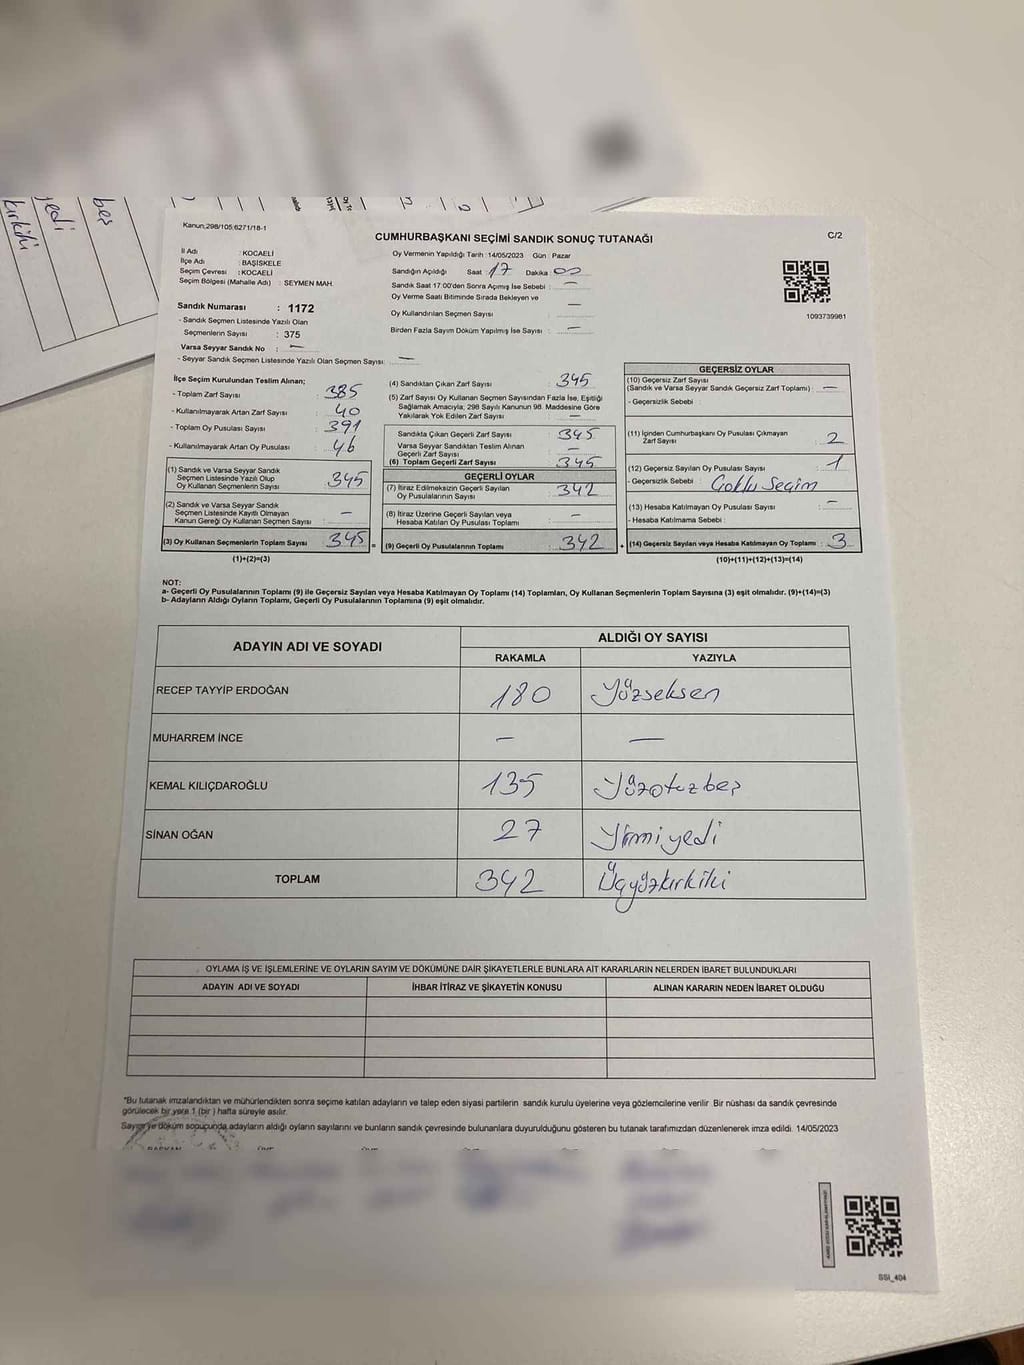 kırkiki
yedi
beş
Kanun;298/105;6271/18-1
CUMHURBAŞKANI SEÇİMİ SANDIK SONUÇ TUTANAĞI
C/2
İl Adı : KOCAELİ
İlçe Adı : BAŞİSKELE
Seçim Çevresi : KOCAELİ
Seçim Bölgesi (Mahalle Adı) : SEYMEN MAH.
Sandık Numarası : 1172
- Sandık Seçmen Listesinde Yazılı Olan
Seçmenlerin Sayısı : 375
Varsa Seyyar Sandık No : —
- Seyyar Sandık Seçmen Listesinde Yazılı Olan Seçmen Sayısı : —
Oy Vermenin Yapıldığı Tarih :14/05/2023 Gün : Pazar
Sandığın Açıldığı Saat : 17 Dakika : 00
Sandık Saat 17:00'den Sonra Açımış İse Sebebi : —
Oy Verme Saati Bitiminde Sırada Bekleyen ve
Oy Kullandırılan Seçmen Sayısı : —
Birden Fazla Sayım Döküm Yapılmış İse Sayısı : —
1093739981
İlçe Seçim Kurulundan Teslim Alınan;
- Toplam Zarf Sayısı : 385
- Kullanılmayarak Artan Zarf Sayısı : 40
- Toplam Oy Pusulası : 391
- Kullanılmayarak Artan Oy Pusulası : 46
(1) Sandık ve Varsa Seyyar Sandık
Seçmen Listesinde Yazılı Olup
Oy Kullanan Seçmenlerin Sayısı : 345
(2) Sandık ve Varsa Seyyar Sandık
Seçmen Listesinde Kayıtlı Olmayan
Kanun Gereği Oy Kullanan Seçmen Sayısı : —
(3) Oy Kullanan Seçmenlerin Toplam Sayısı : 345 =
(1)+(2)=(3)
(4) Sandıktan Çıkan Zarf Sayısı : 345
(5) Zarf Sayısı Oy Kullanan Seçmen Sayısından Fazla İse, Eşitliği
Sağlamak Amacıyla; 298 Sayılı Kanunun 98. Maddesine Göre
Yakılarak Yok Edilen Zarf Sayısı : —
Sandıkta Çıkan Geçerli Zarf Sayısı : 345
Varsa Seyyar Sandıktan Teslim Alınan
Geçerli Zarf Sayısı : —
(6) Toplam Geçerli Zarf Sayısı : 345
GEÇERLİ OYLAR
(7) İtiraz Edilmeksizin Geçerli Sayılan
Oy Pusulalarının Sayısı : 342
(8) İtiraz Üzerine Geçerli Sayılan veya
Hesaba Katılan Oy Pusulası Toplamı : —
(9) Geçerli Oy Pusulalarının Toplamı : 342 +
GEÇERSİZ OYLAR
(10) Geçersiz Zarf Sayısı
(Sandık ve Varsa Seyyar Sandık Geçersiz Zarf Toplamı) : —
- Geçersizlik Sebebi :
(11) İçinden Cumhurbaşkanı Oy Pusulası Çıkmayan
Zarf Sayısı : 2
(12) Geçersiz Sayılan Oy Pusulası Sayısı : 1
- Geçersizlik Sebebi : Çoklu Seçim
(13) Hesaba Katılmayan Oy Pusulası Sayısı : —
- Hesaba Katılmama Sebebi :
(14) Geçersiz Sayılan veya Hesaba Katılmayan Oy Toplamı : 3
(10)+(11)+(12)+(13)=(14)
NOT:
a- Geçerli Oy Pusulalarının Toplamı (9) ile Geçersiz Sayılan veya Hesaba Katılmayan Oy Toplamı (14) Toplamları, Oy Kullanan Seçmenlerin Toplam Sayısına (3) eşit olmalıdır. (9)+(14)=(3)
b- Adayların Aldığı Oyların Toplamı, Geçerli Oy Pusulalarının Toplamına (9) eşit olmalıdır.
ADAYIN ADI VE SOYADI
ALDIĞI OY SAYISI
RAKAMLA YAZIYLA
RECEP TAYYİP ERDOĞAN 180 Yüzseksen
MUHARREM İNCE — —
KEMAL KILIÇDAROĞLU 135 Yüzotuzbeş
SİNAN OĞAN 27 Yirmiyedi
TOPLAM 342 Üçyüzkırkiki
OYLAMA İŞ VE İŞLEMLERİNE VE OYLARIN SAYIM VE DÖKÜMÜNE DAİR ŞİKAYETLERLE BUNLARA AİT KARARLARIN NELERDEN İBARET BULUNDUKLARI
ADAYIN ADI VE SOYADI İHBAR İTİRAZ VE ŞİKAYETİN KONUSU ALINAN KARARIN NEDEN İBARET OLDUĞU
*Bu tutanak imzalandıktan ve mühürlendikten sonra seçime katılan adayların ve talep eden siyasi partilerin sandık kurulu üyelerine veya gözlemcilerine verilir. Bir nüshası da sandık çevresinde
görülecek bir yere 1 (bir ) hafta süreyle asılır.
Sayım ve döküm sonucunda adayların aldığı oyların sayılarını ve bunların sandık çevresinde bulunanlara duyurulduğunu gösteren bu tutanak tarafımızdan düzenlenerek imza edildi. 14/05/2023
BAŞKAN ÜYE ÜYE ÜYE ÜYE ÜYE
SSI_404